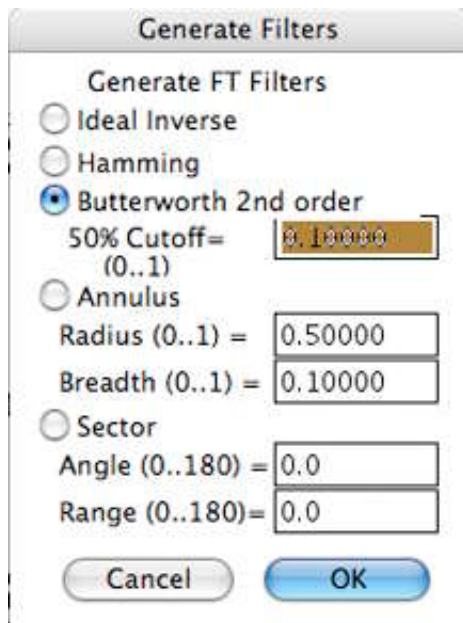 Generate Filters
Generate FT Filters
Ideal Inverse
Hamming
Butterworth 2nd order
50% Cutoff= 0.10000
(0..1)
Annulus
Radius (0..1) = 0.50000
Breadth (0..1) = 0.10000
Sector
Angle (0..180) = 0.0
Range (0..180)= 0.0
Cancel OK